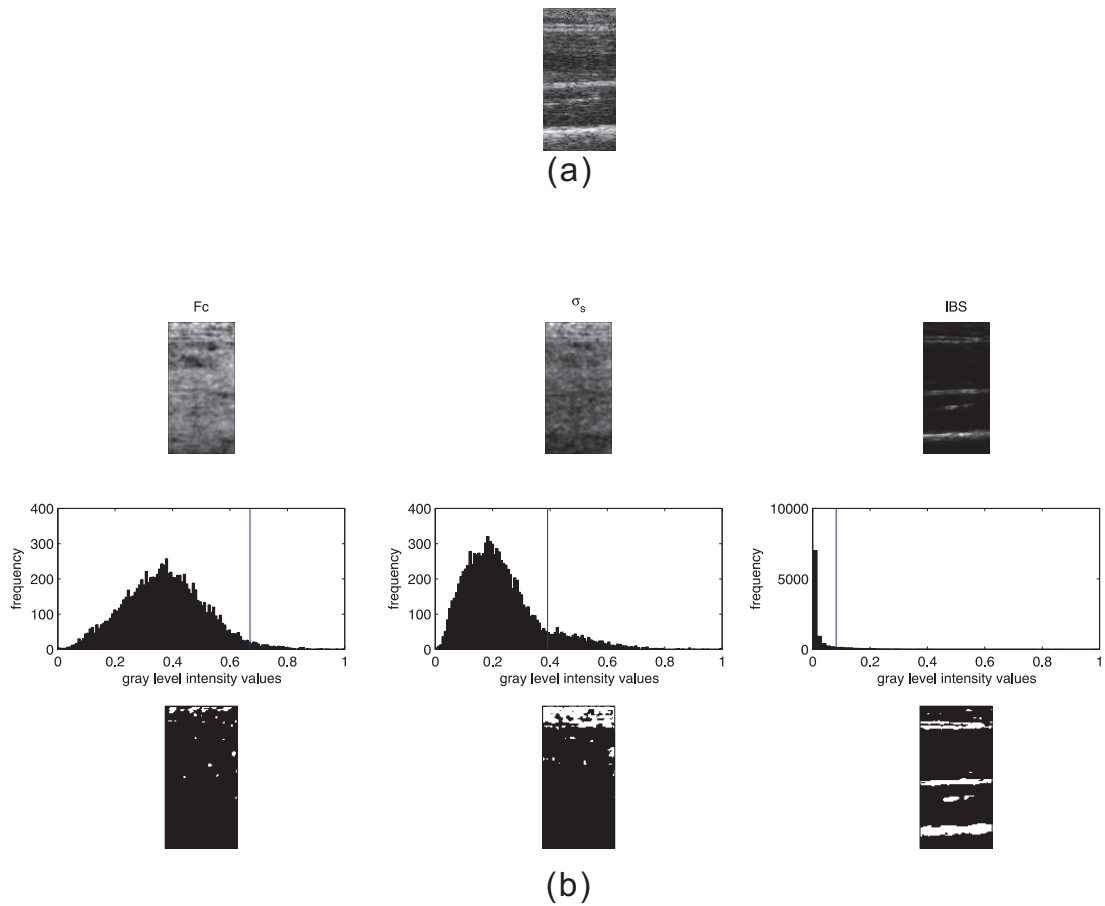 (a)
Fc σs IBS
400 400 10000
300 300
200 200 5000
100 100
0 0 0
frequency frequency frequency
0 0.2 0.4 0.6 0.8 1 0 0.2 0.4 0.6 0.8 1 0 0.2 0.4 0.6 0.8 1
gray level intensity values gray level intensity values gray level intensity values
(b)